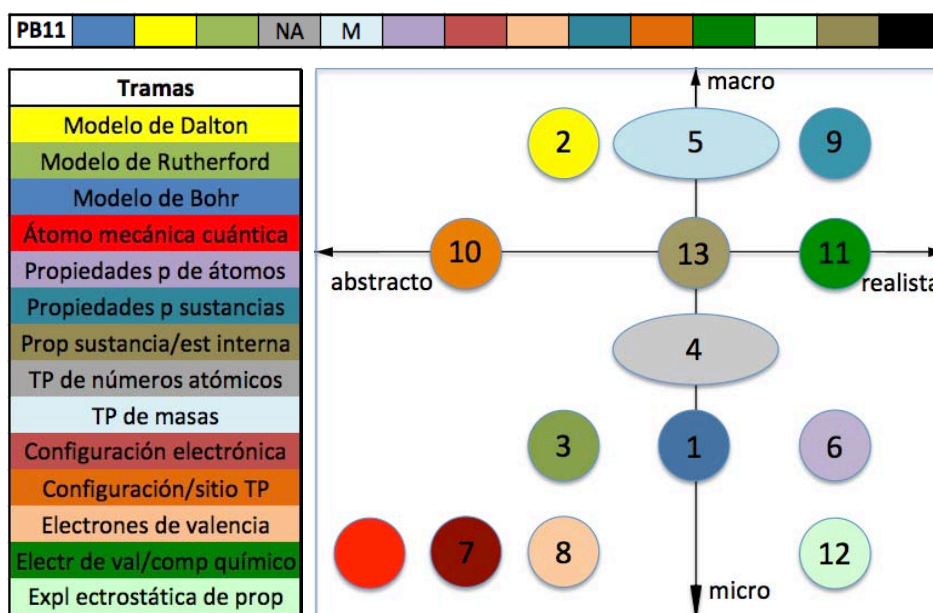 PB11 NA M
Tramas
Modelo de Dalton
Modelo de Rutherford
Modelo de Bohr
Átomo mecánica cuántica
Propiedades p de átomos
Propiedades p sustancias
Prop sustancia/est interna
TP de números atómicos
TP de masas
Configuración electrónica
Configuración/sitio TP
Electrones de valencia
Electr de val/comp químico
Expl ectrostática de prop
macro
2 5 9
10 13 11
abstracto realista
4
3 1 6
7 8 12
micro